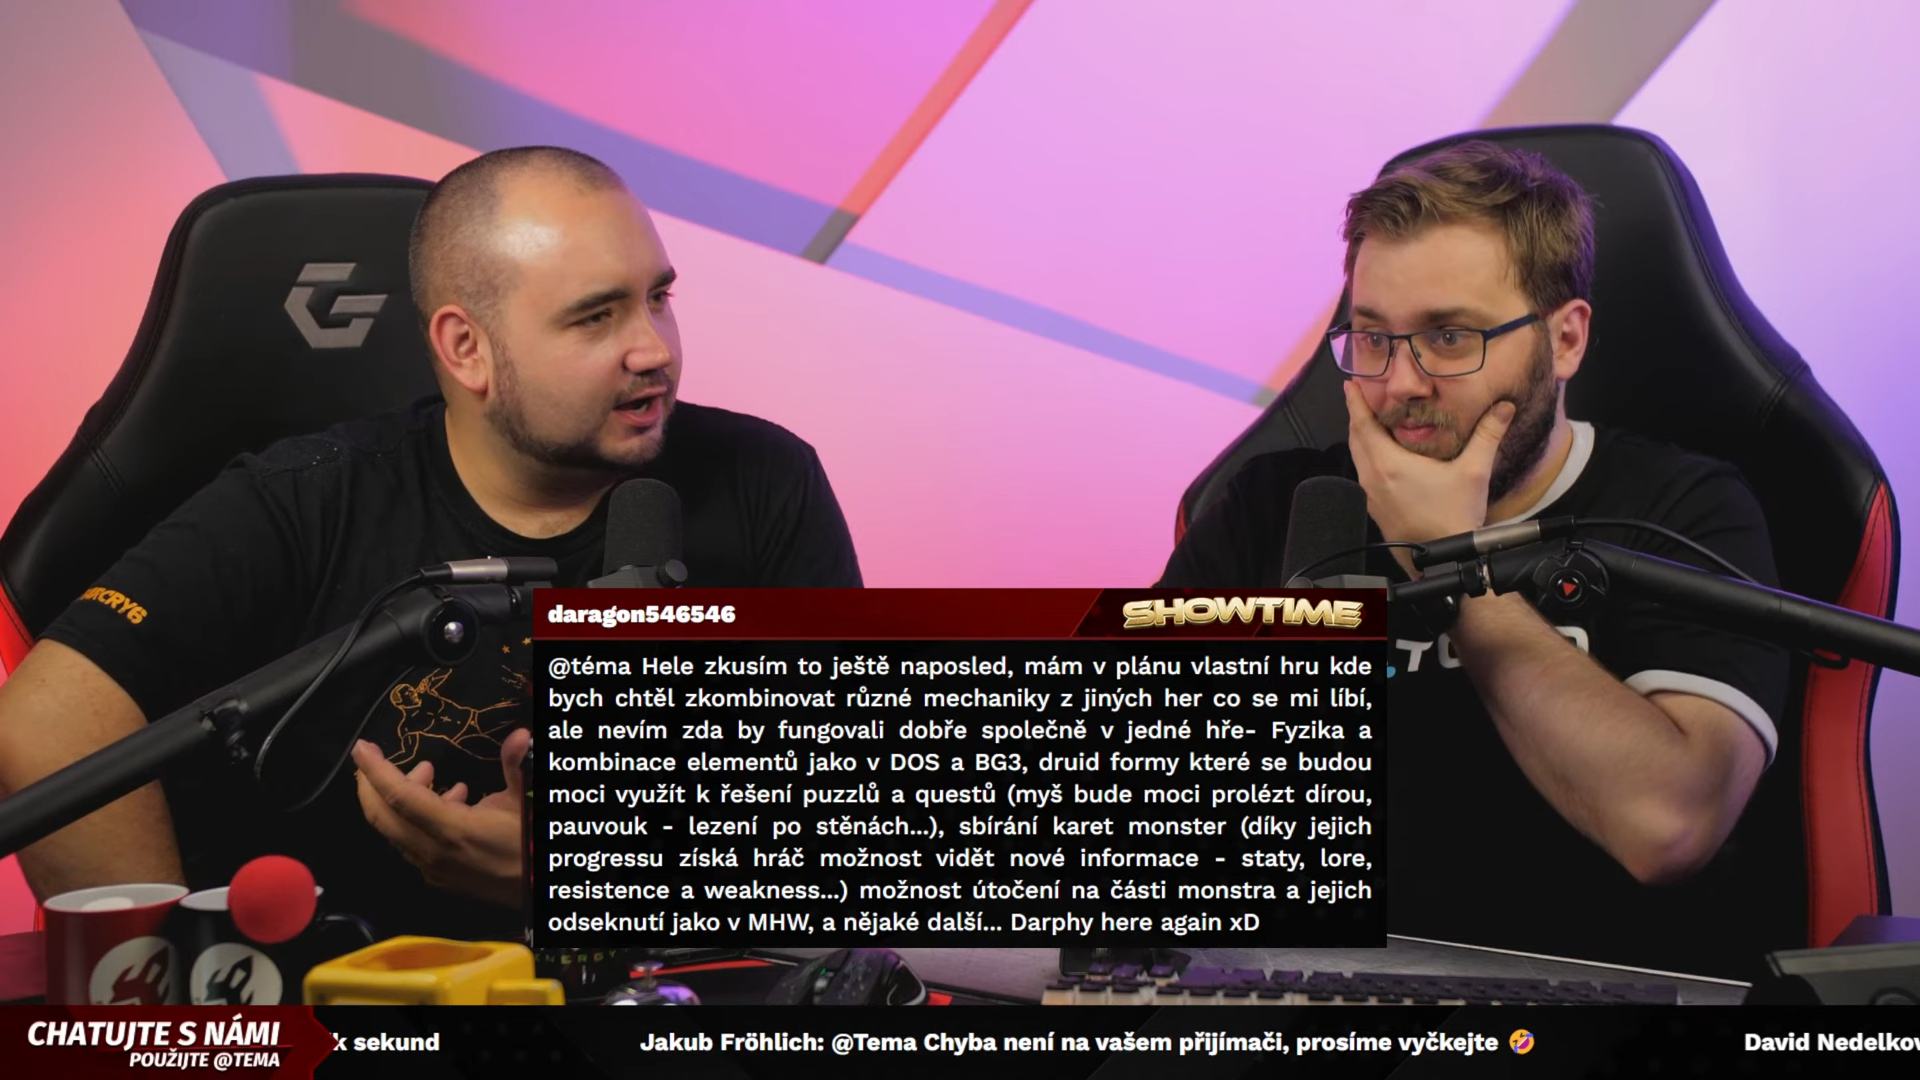 FARCRY6
daragon546546
SHOWTIME
@téma Hele zkusím to ještě naposled, mám v plánu vlastní hru kde
bych chtěl zkombinovat různé mechaniky z jiných her co se mi líbí,
ale nevím zda by fungovali dobře společně v jedné hře- Fyzika a
kombinace elementů jako v DOS a BG3, druid formy které se budou
moci využít k řešení puzzlů a questů (myš bude moci prolézt dírou,
pauvouk - lezení po stěnách...), sbírání karet monster (díky jejich
progressu získá hráč možnost vidět nové informace - staty, lore,
resistence a weakness...) možnost útočení na části monstra a jejich
odseknutí jako v MHW, a nějaké další... Darphy here again xD
ENERGY
CHATUJTE S NÁMI
POUŽIJTE @TEMA
k sekund
Jakub Fröhlich: @Tema Chyba není na vašem přijímači, prosíme vyčkejte 🤣
David Nedelkov